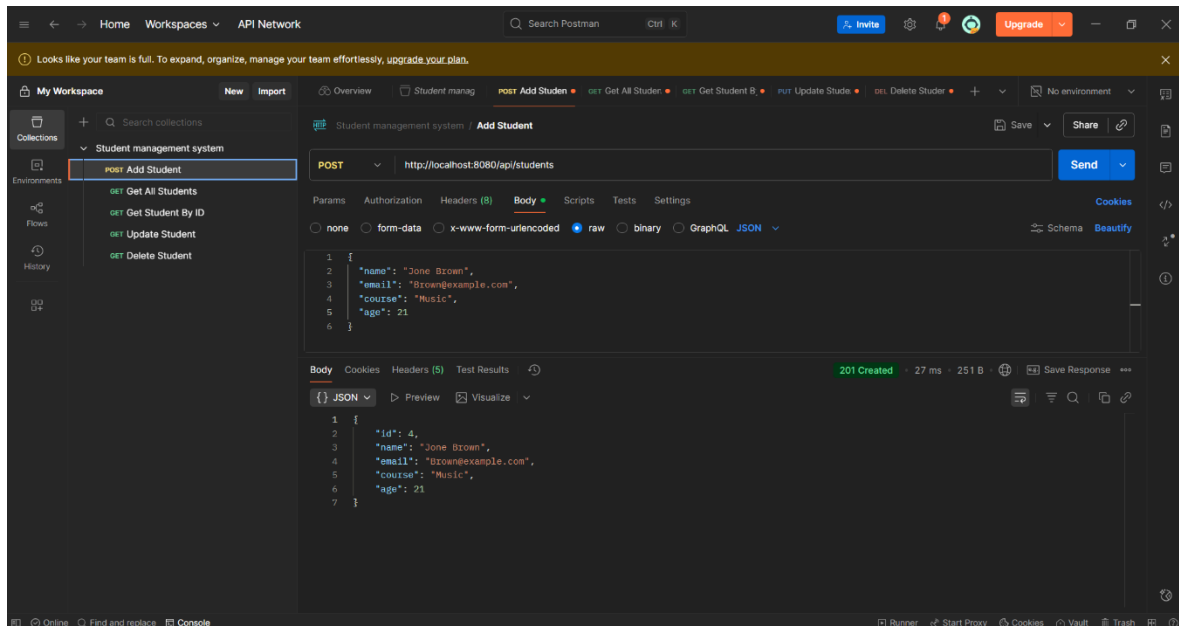 Home Workspaces API Network Search Postman Ctrl K Invite Upgrade
Looks like your team is full. To expand, organize, manage your team effortlessly, upgrade your plan.
My Workspace New Import Overview Student manag POST Add Studen GET Get All Studen GET Get Student B PUT Update Stude DEL Delete Studer No environment
Collections
Search collections
Student management system / Add Student Save Share
Student management system
POST Add Student
GET Get All Students
GET Get Student By ID
GET Update Student
GET Delete Student
Environments
Flows
History
POST http://localhost:8080/api/students Send
Params Authorization Headers (8) Body Scripts Tests Settings Cookies
none form-data x-www-form-urlencoded raw binary GraphQL JSON Schema Beautify
1 {
2 "name": "Jone Brown",
3 "email": "Brown@example.com",
4 "course": "Music",
5 "age": 21
6 }
Body Cookies Headers (5) Test Results 201 Created 27 ms 251 B Save Response
{} JSON Preview Visualize
1 {
2 "id": 4,
3 "name": "Jone Brown",
4 "email": "Brown@example.com",
5 "course": "Music",
6 "age": 21
7 }
Online Find and replace Console Runner Start Proxy Cookies Vault Trash